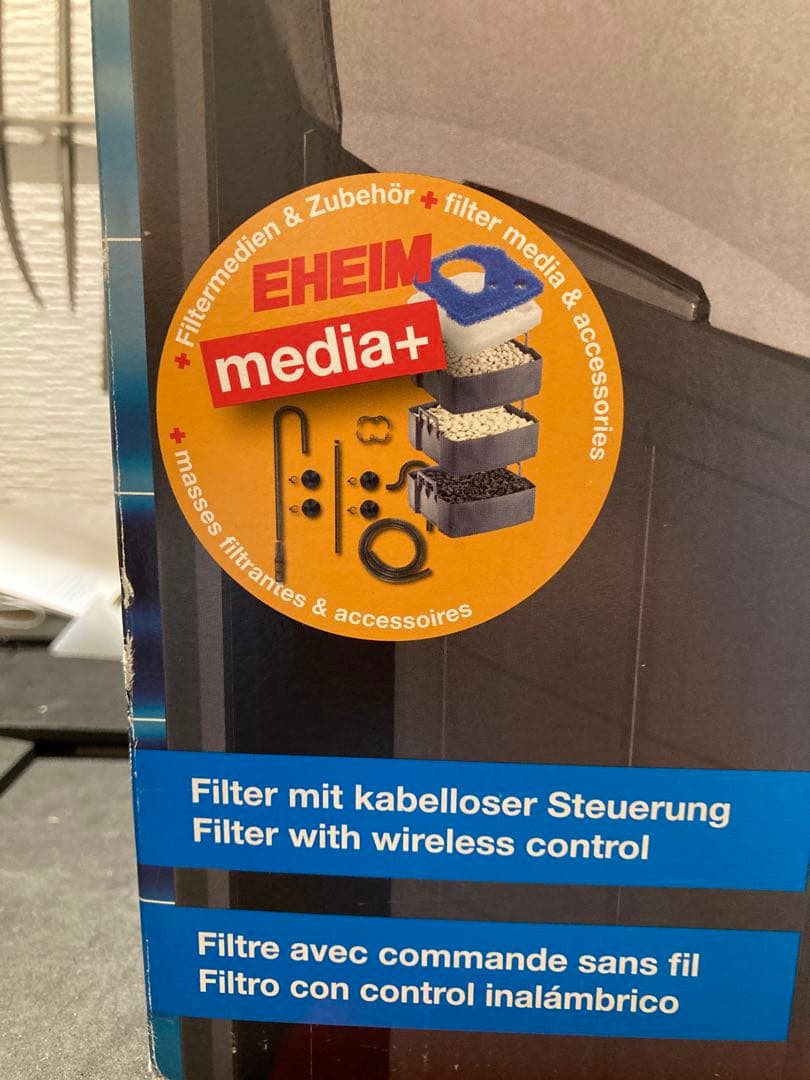 + Filtermedien & Zubehör + filter media & accessories
EHEIM
media+
+ masses filtrantes & accessoires
Filter mit kabelloser Steuerung
Filter with wireless control
Filtre avec commande sans fil
Filtro con control inalámbrico